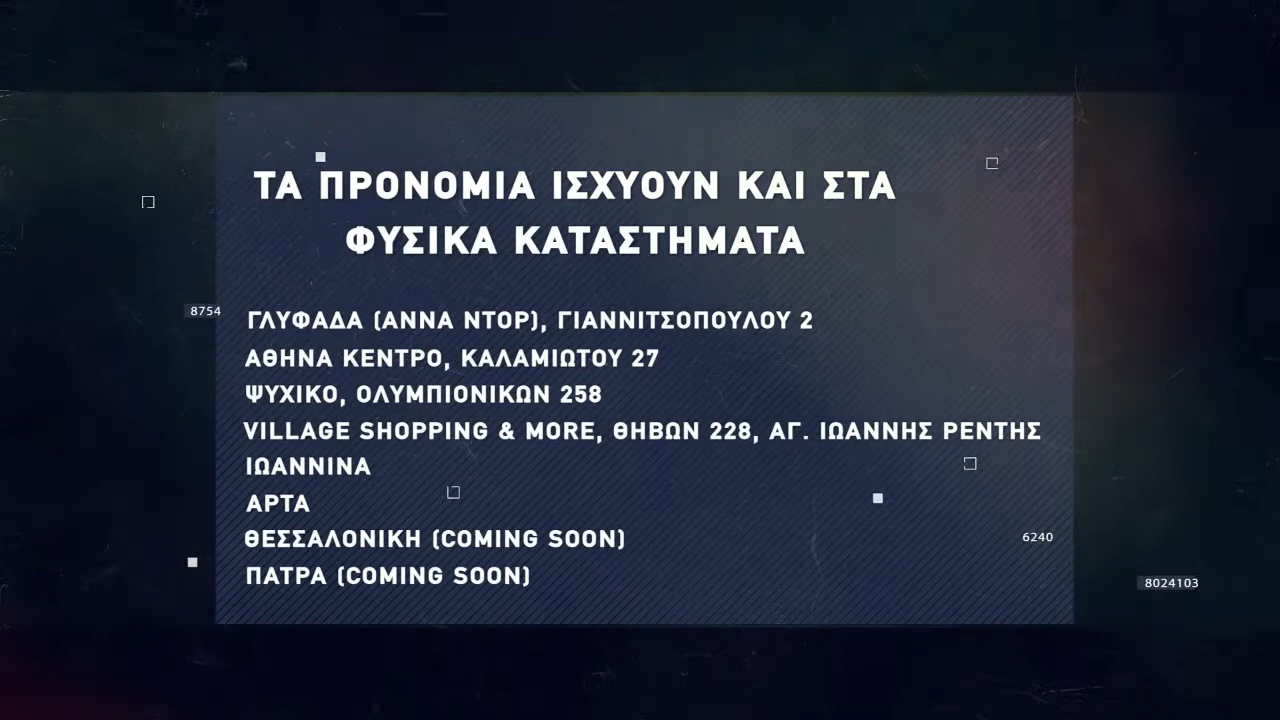 ΤΑ ΠΡΟΝΟΜΙΑ ΙΣΧΥΟΥΝ ΚΑΙ ΣΤΑ
ΦΥΣΙΚΑ ΚΑΤΑΣΤΗΜΑΤΑ
8754
ΓΛΥΦΑΔΑ (ΑΝΝΑ ΝΤΟΡ), ΓΙΑΝΝΙΤΣΟΠΟΥΛΟΥ 2
ΑΘΗΝΑ ΚΕΝΤΡΟ, ΚΑΛΑΜΙΩΤΟΥ 27
ΨΥΧΙΚΟ, ΟΛΥΜΠΙΟΝΙΚΩΝ 258
VILLAGE SHOPPING & MORE, ΘΗΒΩΝ 228, ΑΓ. ΙΩΑΝΝΗΣ ΡΕΝΤΗΣ
ΙΩΑΝΝΙΝΑ
ΑΡΤΑ
ΘΕΣΣΑΛΟΝΙΚΗ (COMING SOON)
6240
ΠΑΤΡΑ (COMING SOON)
8024103